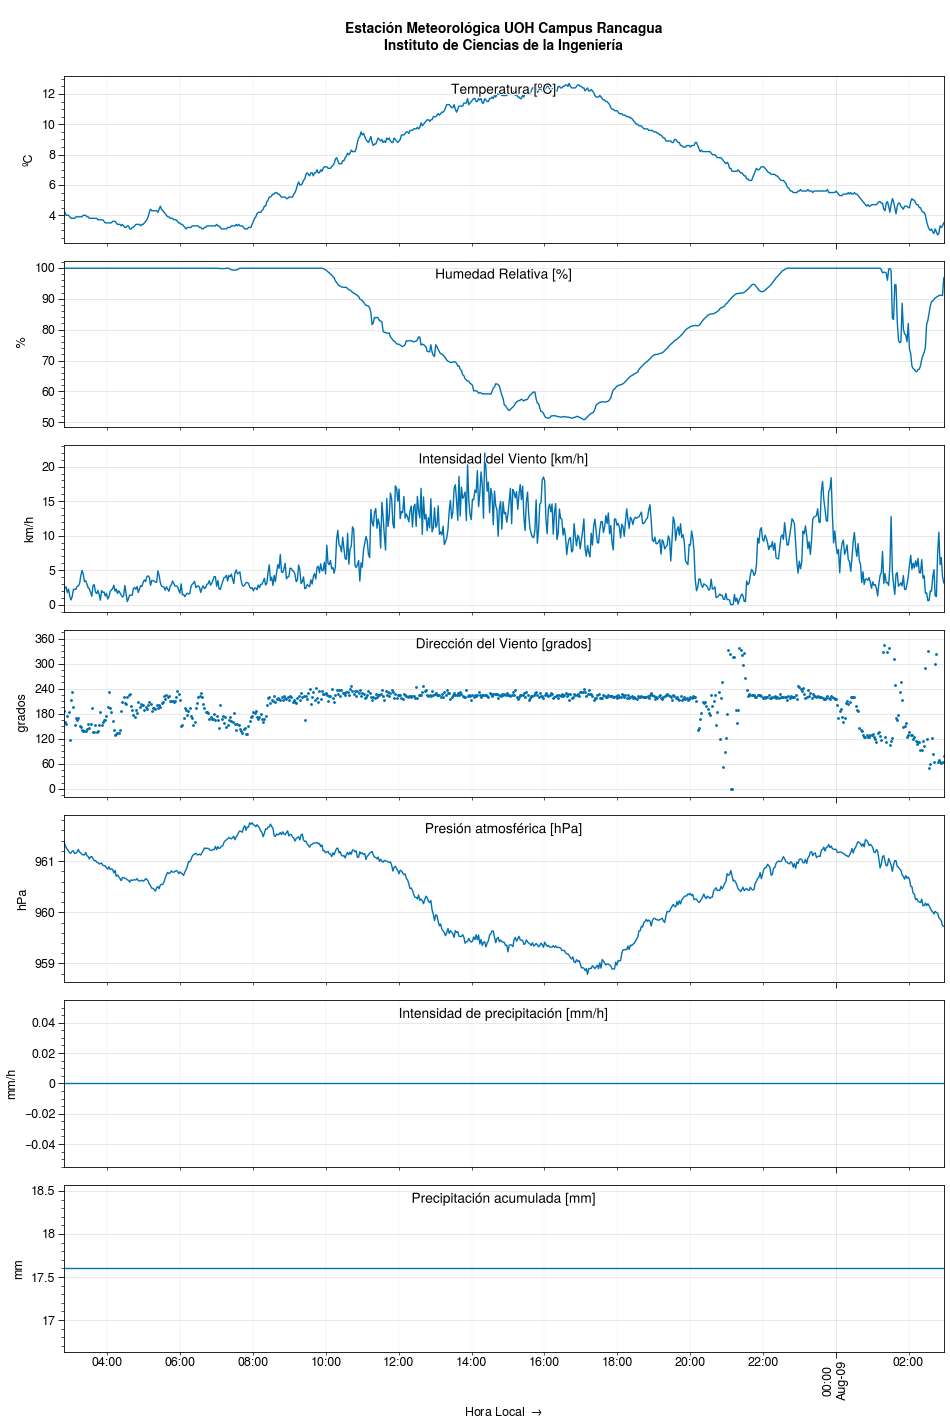 Estación Meteorológica UOH Campus Rancagua
Instituto de Ciencias de la Ingeniería
Temperatura [ºC]
12
10
8
6
4
ºC
Humedad Relativa [%]
100
90
80
70
60
50
%
Intensidad del Viento [km/h]
20
15
10
5
0
km/h
Dirección del Viento [grados]
360
300
240
180
120
60
0
grados
Presión atmosférica [hPa]
961
960
959
hPa
Intensidad de precipitación [mm/h]
0.04
0.02
0
−0.02
−0.04
mm/h
Precipitación acumulada [mm]
18.5
18
17.5
17
mm
04:00 06:00 08:00 10:00 12:00 14:00 16:00 18:00 20:00 22:00 00:00 02:00
Aug-09
Hora Local →